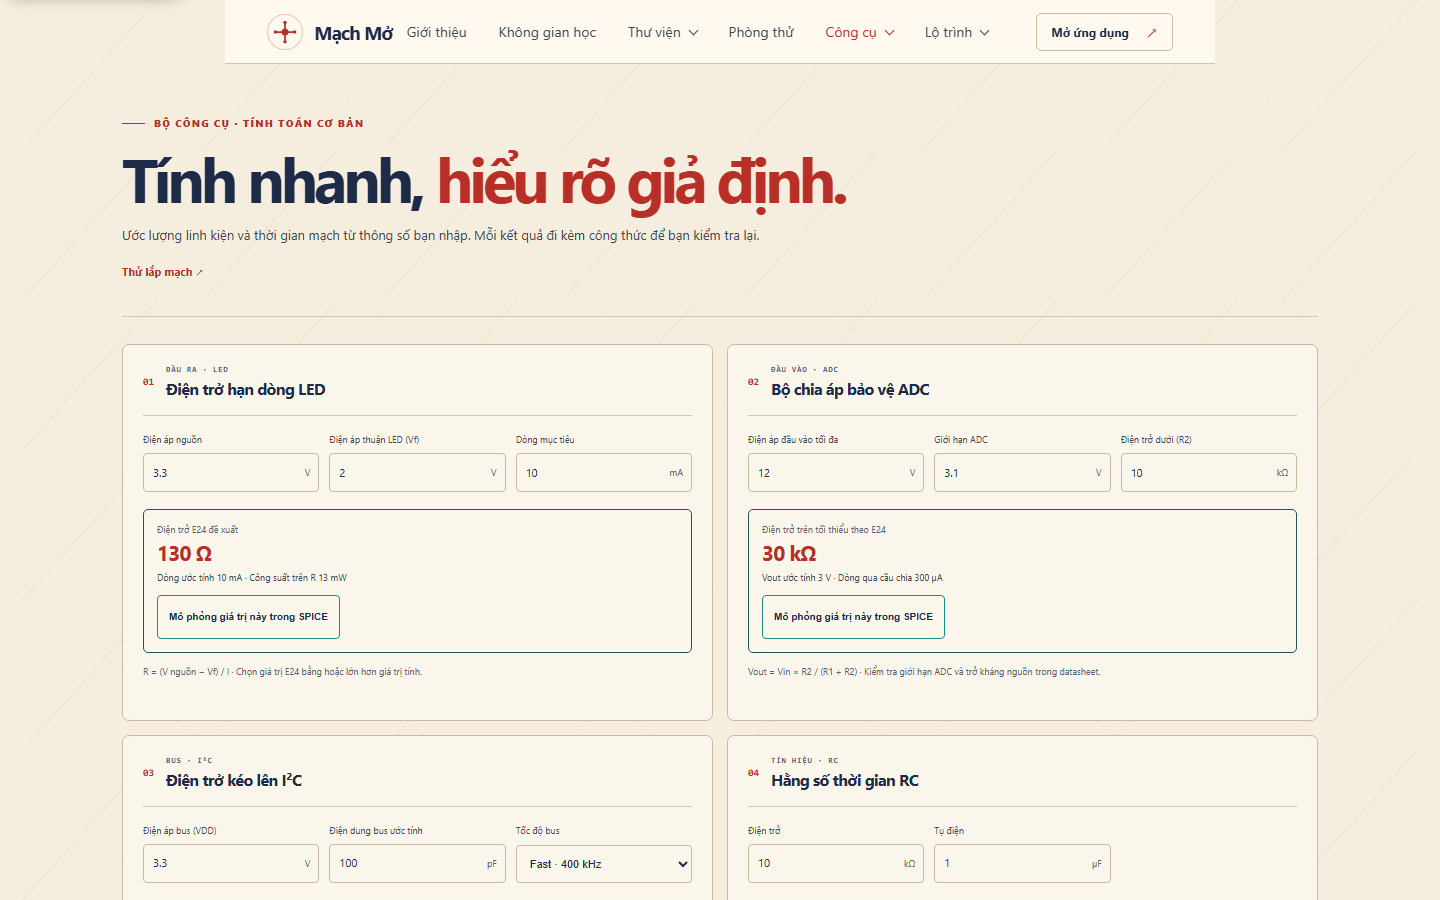 Mạch Mở
Giới thiệu
Không gian học
Thư viện
Phòng thử
Công cụ
Lộ trình
Mở ứng dụng ↗
BỘ CÔNG CỤ · TÍNH TOÁN CƠ BẢN
Tính nhanh, hiểu rõ giả định.
Ước lượng linh kiện và thời gian mạch từ thông số bạn nhập. Mỗi kết quả đi kèm công thức để bạn kiểm tra lại.
Thử lắp mạch ↗
01
ĐẦU RA · LED
Điện trở hạn dòng LED
Điện áp nguồn
Điện áp thuận LED (Vf)
Dòng mục tiêu
3.3 V
2 V
10 mA
Điện trở E24 đề xuất
130 Ω
Dòng ước tính 10 mA · Công suất trên R 13 mW
Mô phỏng giá trị này trong SPICE
R = (V nguồn − Vf) / I · Chọn giá trị E24 bằng hoặc lớn hơn giá trị tính.
02
ĐẦU VÀO · ADC
Bộ chia áp bảo vệ ADC
Điện áp đầu vào tối đa
Giới hạn ADC
Điện trở dưới (R2)
12 V
3.1 V
10 kΩ
Điện trở trên tối thiểu theo E24
30 kΩ
Vout ước tính 3 V · Dòng qua cầu chia 300 µA
Mô phỏng giá trị này trong SPICE
Vout = Vin × R2 / (R1 + R2) · Kiểm tra giới hạn ADC và trở kháng nguồn trong datasheet.
03
BUS · I²C
Điện trở kéo lên I²C
Điện áp bus (VDD)
Điện dung bus ước tính
Tốc độ bus
3.3 V
100 pF
Fast · 400 kHz
04
TÍN HIỆU · RC
Hằng số thời gian RC
Điện trở
Tụ điện
10 kΩ
1 µF